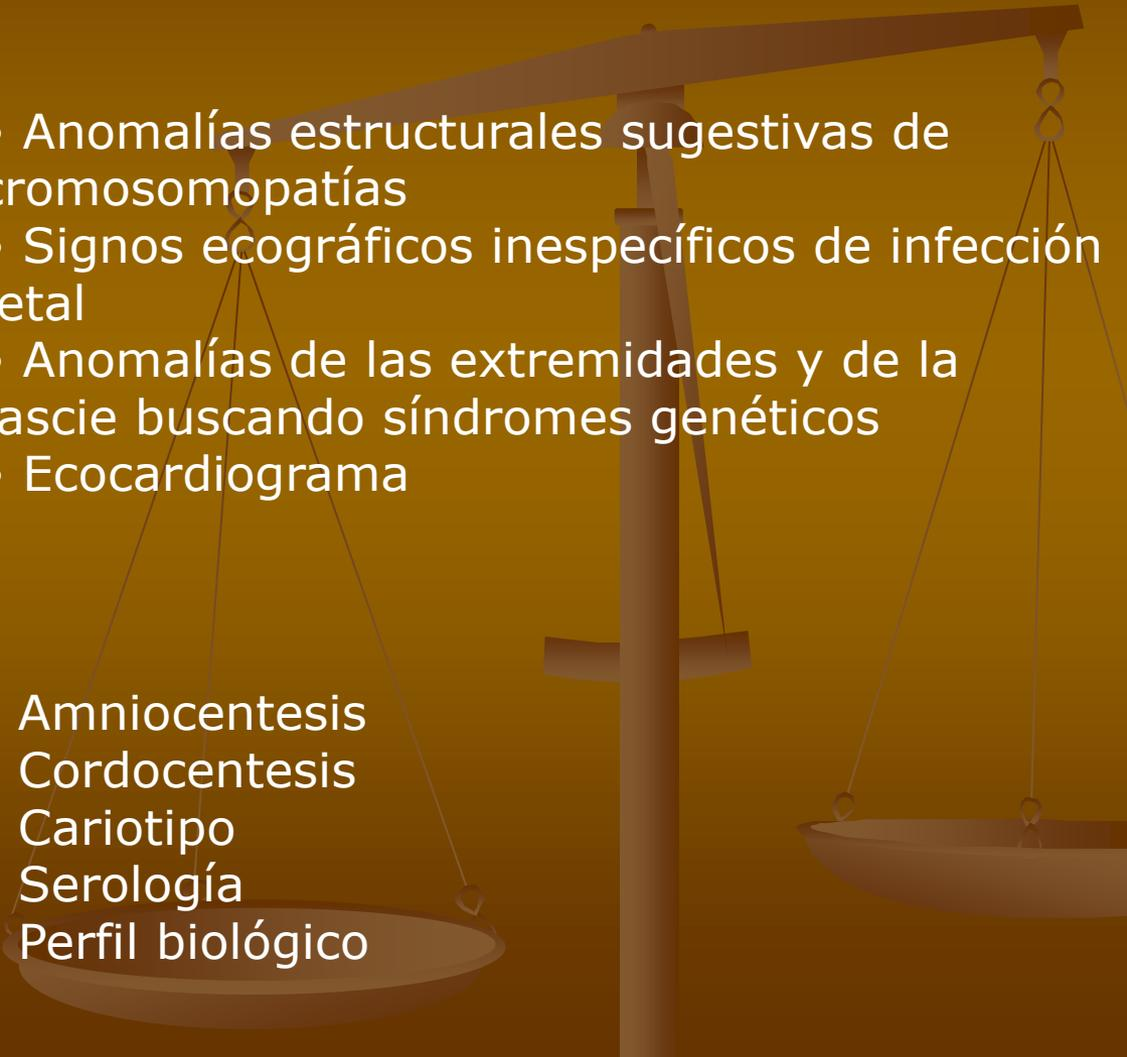 • Anomalías estructurales sugestivas de
cromosomopatías
• Signos ecográficos inespecíficos de infección
etal
• Anomalías de las extremidades y de la
ascie buscando síndromes genéticos
• Ecocardiograma
Amniocentesis
Cordocentesis
Cariotipo
Serología
Perfil biológico